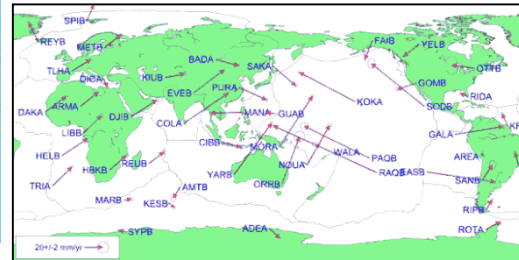 SPIB
REYB
METB
TLHA
DIOA
BADA
SAKA
KIUB
PURA
EVEB
FAIB
YELB
OTTB
GOMB
KOKA
SODB
RIDA
DAKA
ARMA
DJIB
COLA
MANA
GUAB
GALA
LIBB
CIBB
MORA
HELB
HBKB
REUB
YARB
NOUA
WALA
PAQB
RAQB
EASB
AREA
SANB
TRIA
ORRB
MARB
AMTB
KESB
RIPB
SYPB
ADEA
ROTA
20+/-2 mm/yr